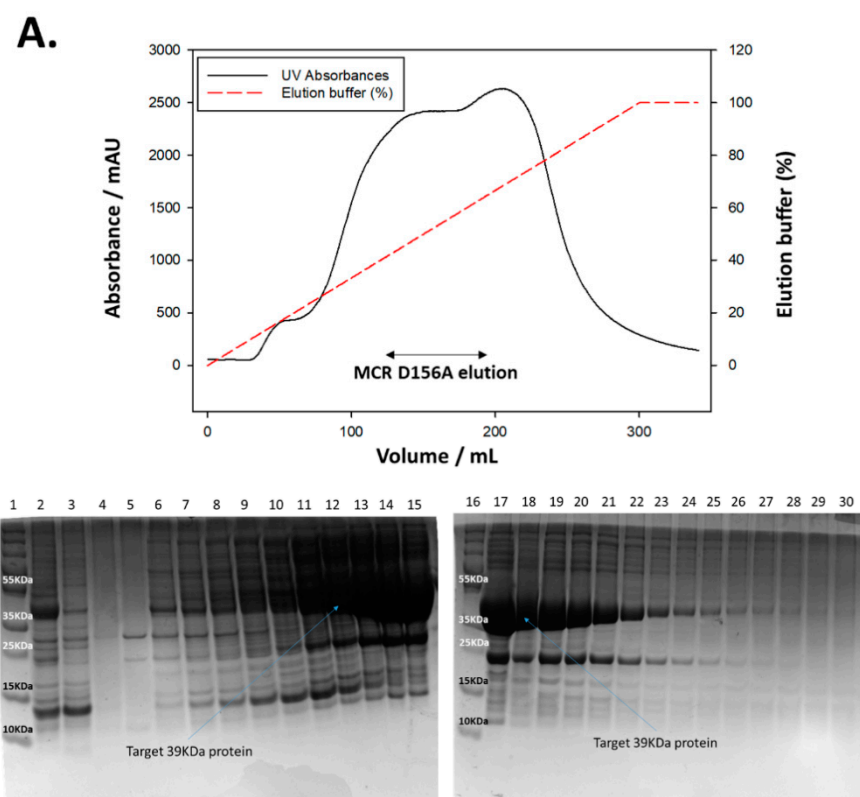 A.
3000
2500
2000
1500
1000
500
0
Absorbance / mAU
UV Absorbances
Elution buffer (%)
MCR D156A elution
120
100
80
60
40
20
0
Elution buffer (%)
0 100 200 300
Volume / mL
1 2 3 4 5 6 7 8 9 10 11 12 13 14 15
55KDa
35KDa
25KDa
15KDa
10KDa
Target 39KDa protein
16 17 18 19 20 21 22 23 24 25 26 27 28 29 30
55KDa
35KDa
25KDa
15KDa
10KDa
Target 39KDa protein